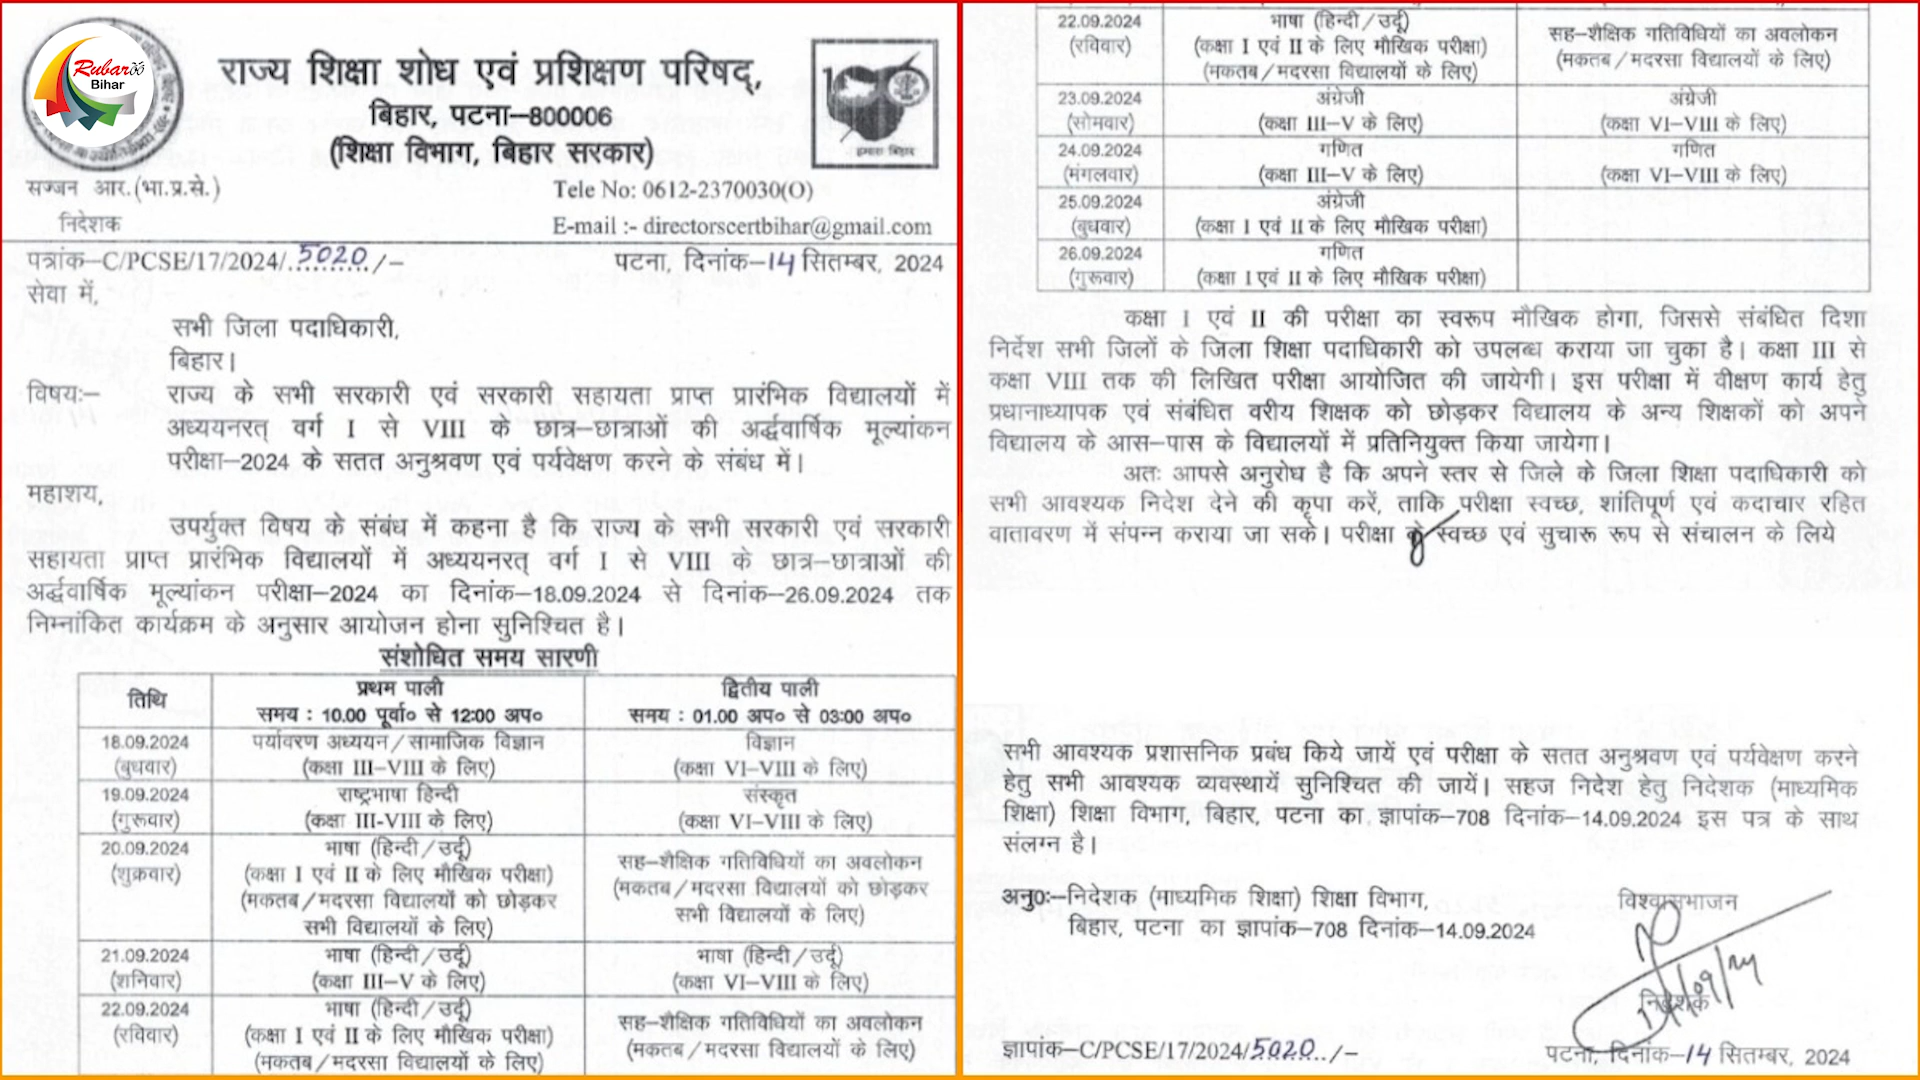 Rubaroo
Bihar
राज्य शिक्षा शोध एवं प्रशिक्षण परिषद्,
बिहार, पटना–800006
(शिक्षा विभाग, बिहार सरकार)
सज्जन आर.(भा.प्र.से.)
निदेशक
Tele No: 0612-2370030(O)
E-mail :- directorscertbihar@gmail.com
पत्रांक–C/PCSE/17/2024/..5020../–
पटना, दिनांक–14 सितम्बर, 2024
सेवा में,
सभी जिला पदाधिकारी,
बिहार।
विषयः– राज्य के सभी सरकारी एवं सरकारी सहायता प्राप्त प्रारंभिक विद्यालयों में
अध्ययनरत् वर्ग I से VIII के छात्र–छात्राओं की अर्द्धवार्षिक मूल्यांकन
परीक्षा–2024 के सतत अनुश्रवण एवं पर्यवेक्षण करने के संबंध में।
महाशय,
उपर्युक्त विषय के संबंध में कहना है कि राज्य के सभी सरकारी एवं सरकारी
सहायता प्राप्त प्रारंभिक विद्यालयों में अध्ययनरत् वर्ग I से VIII के छात्र–छात्राओं की
अर्द्धवार्षिक मूल्यांकन परीक्षा–2024 का दिनांक–18.09.2024 से दिनांक–26.09.2024 तक
निम्नांकित कार्यक्रम के अनुसार आयोजन होना सुनिश्चित है।
संशोधित समय सारणी
तिथि
प्रथम पाली
समय : 10.00 पूर्वा० से 12:00 अप०
द्वितीय पाली
समय : 01.00 अप० से 03:00 अप०
18.09.2024
(बुधवार)
पर्यावरण अध्ययन/सामाजिक विज्ञान
(कक्षा III–VIII के लिए)
विज्ञान
(कक्षा VI–VIII के लिए)
19.09.2024
(गुरूवार)
राष्ट्रभाषा हिन्दी
(कक्षा III-VIII के लिए)
संस्कृत
(कक्षा VI–VIII के लिए)
20.09.2024
(शुक्रवार)
भाषा (हिन्दी/उर्दू)
(कक्षा I एवं II के लिए मौखिक परीक्षा)
(मकतब/मदरसा विद्यालयों को छोड़कर
सभी विद्यालयों के लिए)
सह–शैक्षिक गतिविधियों का अवलोकन
(मकतब/मदरसा विद्यालयों को छोड़कर
सभी विद्यालयों के लिए)
21.09.2024
(शनिवार)
भाषा (हिन्दी/उर्दू)
(कक्षा III–V के लिए)
भाषा (हिन्दी/उर्दू)
(कक्षा VI–VIII के लिए)
22.09.2024
(रविवार)
भाषा (हिन्दी/उर्दू)
(कक्षा I एवं II के लिए मौखिक परीक्षा)
(मकतब/मदरसा विद्यालयों के लिए)
सह–शैक्षिक गतिविधियों का अवलोकन
(मकतब/मदरसा विद्यालयों के लिए)
22.09.2024
(रविवार)
भाषा (हिन्दी/उर्दू)
(कक्षा I एवं II के लिए मौखिक परीक्षा)
(मकतब/मदरसा विद्यालयों के लिए)
सह–शैक्षिक गतिविधियों का अवलोकन
(मकतब/मदरसा विद्यालयों के लिए)
23.09.2024
(सोमवार)
अंग्रेजी
(कक्षा III–V के लिए)
अंग्रेजी
(कक्षा VI–VIII के लिए)
24.09.2024
(मंगलवार)
गणित
(कक्षा III–V के लिए)
गणित
(कक्षा VI–VIII के लिए)
25.09.2024
(बुधवार)
अंग्रेजी
(कक्षा I एवं II के लिए मौखिक परीक्षा)
26.09.2024
(गुरूवार)
गणित
(कक्षा I एवं II के लिए मौखिक परीक्षा)
कक्षा I एवं II की परीक्षा का स्वरूप मौखिक होगा, जिससे संबंधित दिशा
निर्देश सभी जिलों के जिला शिक्षा पदाधिकारी को उपलब्ध कराया जा चुका है। कक्षा III से
कक्षा VIII तक की लिखित परीक्षा आयोजित की जायेगी। इस परीक्षा में वीक्षण कार्य हेतु
प्रधानाध्यापक एवं संबंधित वरीय शिक्षक को छोड़कर विद्यालय के अन्य शिक्षकों को अपने
विद्यालय के आस–पास के विद्यालयों में प्रतिनियुक्त किया जायेगा।
अतः आपसे अनुरोध है कि अपने स्तर से जिले के जिला शिक्षा पदाधिकारी को
सभी आवश्यक निदेश देने की कृपा करें, ताकि परीक्षा स्वच्छ, शांतिपूर्ण एवं कदाचार रहित
वातावरण में संपन्न कराया जा सके। परीक्षा के स्वच्छ एवं सुचारू रूप से संचालन के लिये
सभी आवश्यक प्रशासनिक प्रबंध किये जायें एवं परीक्षा के सतत अनुश्रवण एवं पर्यवेक्षण करने
हेतु सभी आवश्यक व्यवस्थायें सुनिश्चित की जायें। सहज निदेश हेतु निदेशक (माध्यमिक
शिक्षा) शिक्षा विभाग, बिहार, पटना का ज्ञापांक–708 दिनांक–14.09.2024 इस पत्र के साथ
संलग्न है।
अनु0:–निदेशक (माध्यमिक शिक्षा) शिक्षा विभाग,
बिहार, पटना का ज्ञापांक–708 दिनांक–14.09.2024
विश्वासभाजन
निदेशक
ज्ञापांक–C/PCSE/17/2024/5020../–
पटना, दिनांक–14 सितम्बर, 2024